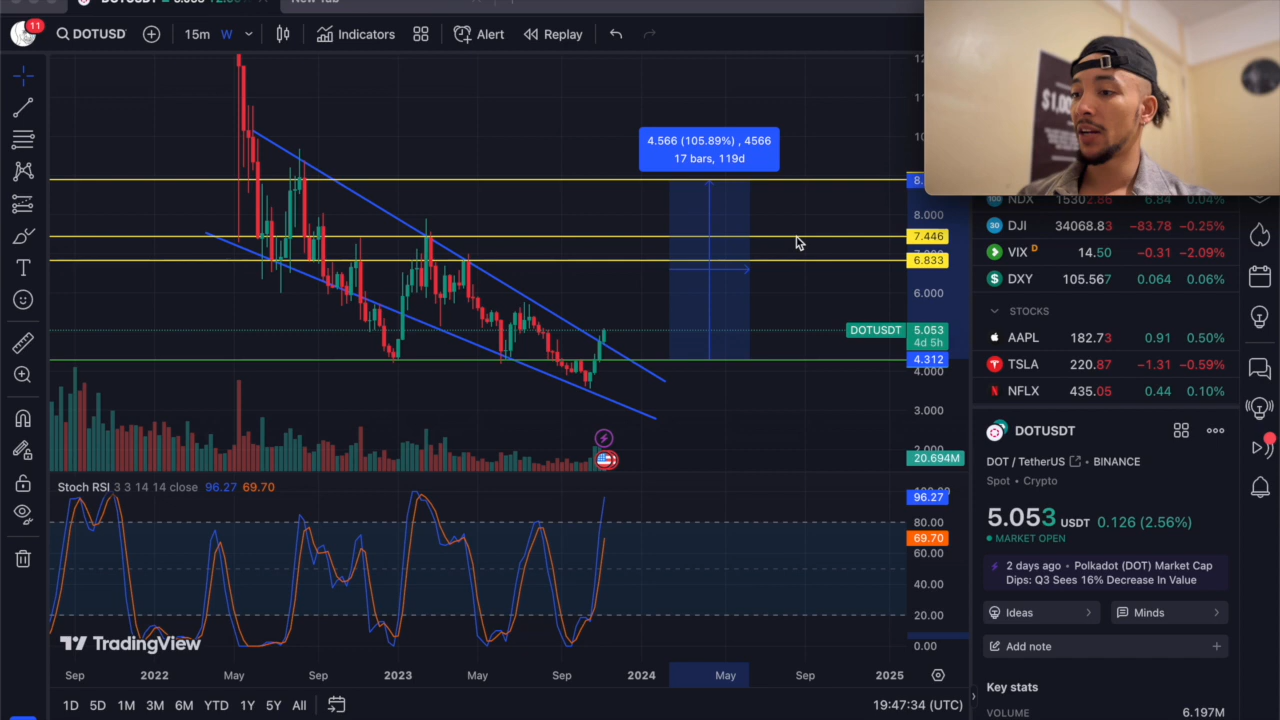 11
DOTUSD
15m
W
Indicators
Alert
Replay
4.566 (105.89%) , 4566
17 bars, 119d
8.000
7.446
6.833
6.000
DOTUSDT
5.053
4d 5h
4.312
4.000
3.000
20.694M
Stoch RSI 3 3 14 14 close 96.27 69.70
96.27
80.00
69.70
60.00
40.00
20.00
0.00
TradingView
Sep
2022
May
Sep
2023
May
Sep
2024
May
Sep
2025
1D
5D
1M
3M
6M
YTD
1Y
5Y
All
19:47:34 (UTC)
$1,00
NDX 15302.86 6.84 0.04%
DJI 34068.83 −83.78 −0.25%
VIX D 14.50 −0.31 −2.09%
DXY 105.567 0.064 0.06%
STOCKS
AAPL 182.73 0.91 0.50%
TSLA 220.87 −1.31 −0.59%
NFLX 435.05 0.44 0.10%
DOTUSDT
DOT / TetherUS • BINANCE
Spot • Crypto
5.053 USDT 0.126 (2.56%)
MARKET OPEN
2 days ago • Polkadot (DOT) Market Cap
Dips: Q3 Sees 16% Decrease In Value
Ideas
Minds
Add note
Key stats
VOLUME 6.197M